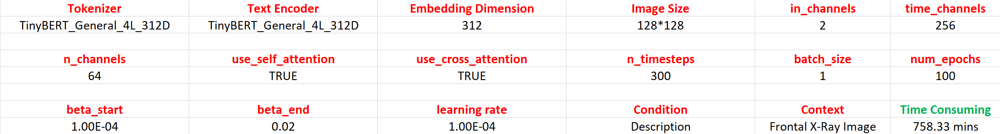 Tokenizer Text Encoder Embedding Dimension Image Size in_channels time_channels
TinyBERT_General_4L_312D TinyBERT_General_4L_312D 312 128*128 2 256
n_channels use_self_attention use_cross_attention n_timesteps batch_size num_epochs
64 TRUE TRUE 300 1 100
beta_start beta_end learning rate Condition Context Time Consuming
1.00E-04 0.02 1.00E-04 Description Frontal X-Ray Image 758.33 mins